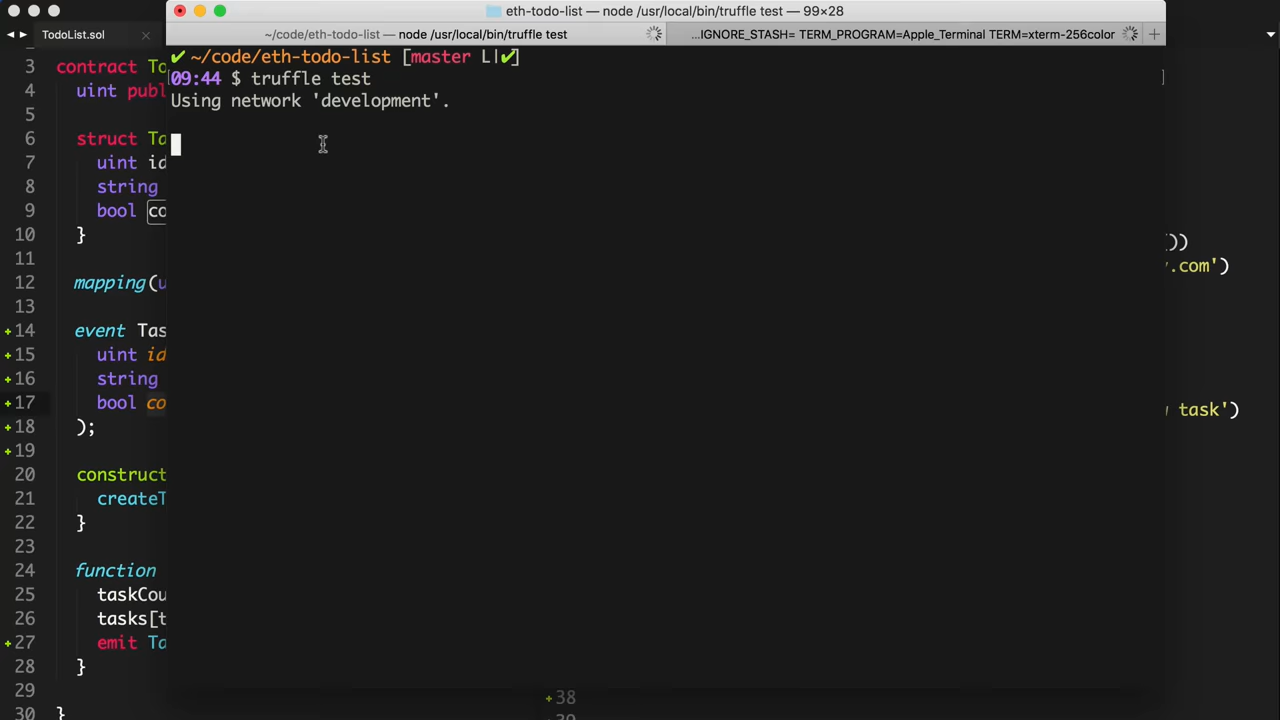 eth-todo-list — node /usr/local/bin/truffle test — 99×28
TodoList.sol
~/code/eth-todo-list — node /usr/local/bin/truffle test
...IGNORE_STASH= TERM_PROGRAM=Apple_Terminal TERM=xterm-256color
✔ ~/code/eth-todo-list [master L|✔]
09:44 $ truffle test
Using network 'development'.
3 contract To
4 uint publ
5
6 struct Ta
7 uint id
8 string
9 bool co
10 }
11
12 mapping(u
13
14 event Tas
15 uint id
16 string
17 bool co
18 );
19
20 construct
21 createT
22 }
23
24 function
25 taskCou
26 tasks[t
27 emit Ta
28 }
29
30 }
())
.com')
task')
38